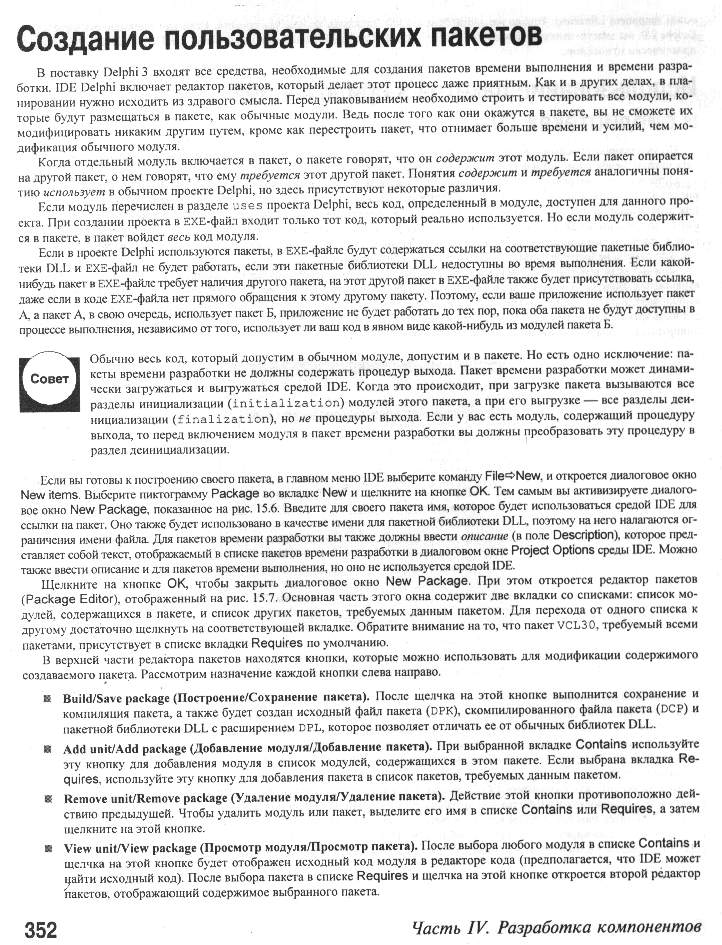 Создание пользовательских пакетов
В поставку Delphi 3 входят все средства, необходимые для создания пакетов времени выполнения и времени разра-
ботки. IDE Delphi включает редактор пакетов, который делает этот процесс даже приятным. Как и в других делах, в пла-
нировании нужно исходить из здравого смысла. Перед упаковыванием необходимо строить и тестировать все модули, ко-
торые будут размещаться в пакете, как обычные модули. Ведь после того как они окажутся в пакете, вы не сможете их
модифицировать никаким другим путем, кроме как перестроить пакет, что отнимает больше времени и усилий, чем мо-
дификация обычного модуля.
Когда отдельный модуль включается в пакет, о пакете говорят, что он содержит этот модуль. Если пакет опирается
на другой пакет, о нем говорят, что ему требуется этот другой пакет. Понятия содержит и требуется аналогичны поня-
тию использует в обычном проекте Delphi, но здесь присутствуют некоторые различия.
Если модуль перечислен в разделе uses проекта Delphi, весь код, определенный в модуле, доступен для данного про-
екта. При создании проекта в EXE-файл входит только тот код, который реально используется. Но если модуль содержит-
ся в пакете, в пакет войдет весь код модуля.
Если в проекте Delphi используются пакеты, в EXE-файле будут содержаться ссылки на соответствующие пакетные библио-
теки DLL и EXE-файл не будет работать, если эти пакетные библиотеки DLL недоступны во время выполнения. Если какой-
нибудь пакет в EXE-файле требует наличия другого пакета, на этот другой пакет в EXE-файле также будет присутствовать ссылка,
даже если в коде EXE-файла нет прямого обращения к этому другому пакету. Поэтому, если ваше приложение использует пакет
А, а пакет А, в свою очередь, использует пакет Б, приложение не будет работать до тех пор, пока оба пакета не будут доступны в
процессе выполнения, независимо от того, использует ли ваш код в явном виде какой-нибудь из модулей пакета Б.
Совет
Обычно весь код, который допустим в обычном модуле, допустим и в пакете. Но есть одно исключение: па-
кеты времени разработки не должны содержать процедур выхода. Пакет времени разработки может динами-
чески загружаться и выгружаться средой IDE. Когда это происходит, при загрузке пакета вызываются все
разделы инициализации (initialization) модулей этого пакета, а при его выгрузке — все разделы деи-
нициализации (finalization), но не процедуры выхода. Если у вас есть модуль, содержащий процедуру
выхода, то перед включением модуля в пакет времени разработки вы должны преобразовать эту процедуру в
раздел деинициализации.
Если вы готовы к построению своего пакета, в главном меню IDE выберите команду File⇨New, и откроется диалоговое окно
New items. Выберите пиктограмму Package во вкладке New и щелкните на кнопке OK. Тем самым вы активизируете диалого-
вое окно New Package, показанное на рис. 15.6. Введите для своего пакета имя, которое будет использоваться средой IDE для
ссылки на пакет. Оно также будет использовано в качестве имени для пакетной библиотеки DLL, поэтому на него налагаются ог-
раничения имени файла. Для пакетов времени разработки вы также должны ввести описание (в поле Description), которое пред-
ставляет собой текст, отображаемый в списке пакетов времени разработки в диалоговом окне Project Options среды IDE. Можно
также ввести описание и для пакетов времени выполнения, но оно не используется средой IDE.
Щелкните на кнопке OK, чтобы закрыть диалоговое окно New Package. При этом откроется редактор пакетов
(Package Editor), отображенный на рис. 15.7. Основная часть этого окна содержит две вкладки со списками: список мо-
дулей, содержащихся в пакете, и список других пакетов, требуемых данным пакетом. Для перехода от одного списка к
другому достаточно щелкнуть на соответствующей вкладке. Обратите внимание на то, что пакет VCL30, требуемый всеми
пакетами, присутствует в списке вкладки Requires по умолчанию.
В верхней части редактора пакетов находятся кнопки, которые можно использовать для модификации содержимого
создаваемого пакета. Рассмотрим назначение каждой кнопки слева направо.
Build/Save package (Построение/Сохранение пакета). После щелчка на этой кнопке выполнится сохранение и
компиляция пакета, а также будет создан исходный файл пакета (DPK), скомпилированного файла пакета (DCP) и
пакетной библиотеки DLL с расширением DPL, которое позволяет отличать ее от обычных библиотек DLL.
Add unit/Add package (Добавление модуля/Добавление пакета). При выбранной вкладке Contains используйте
эту кнопку для добавления модуля в список модулей, содержащихся в этом пакете. Если выбрана вкладка Re-
quires, используйте эту кнопку для добавления пакета в список пакетов, требуемых данным пакетом.
Remove unit/Remove package (Удаление модуля/Удаление пакета). Действие этой кнопки противоположно дей-
ствию предыдущей. Чтобы удалить модуль или пакет, выделите его имя в списке Contains или Requires, а затем
щелкните на этой кнопке.
View unit/View package (Просмотр модуля/Просмотр пакета). После выбора любого модуля в списке Contains и
щелчка на этой кнопке будет отображен исходный код модуля в редакторе кода (предполагается, что IDE может
найти исходный код). После выбора пакета в списке Requires и щелчка на этой кнопке откроется второй редактор
пакетов, отображающий содержимое выбранного пакета.
352
Часть IV. Разработка компонентов